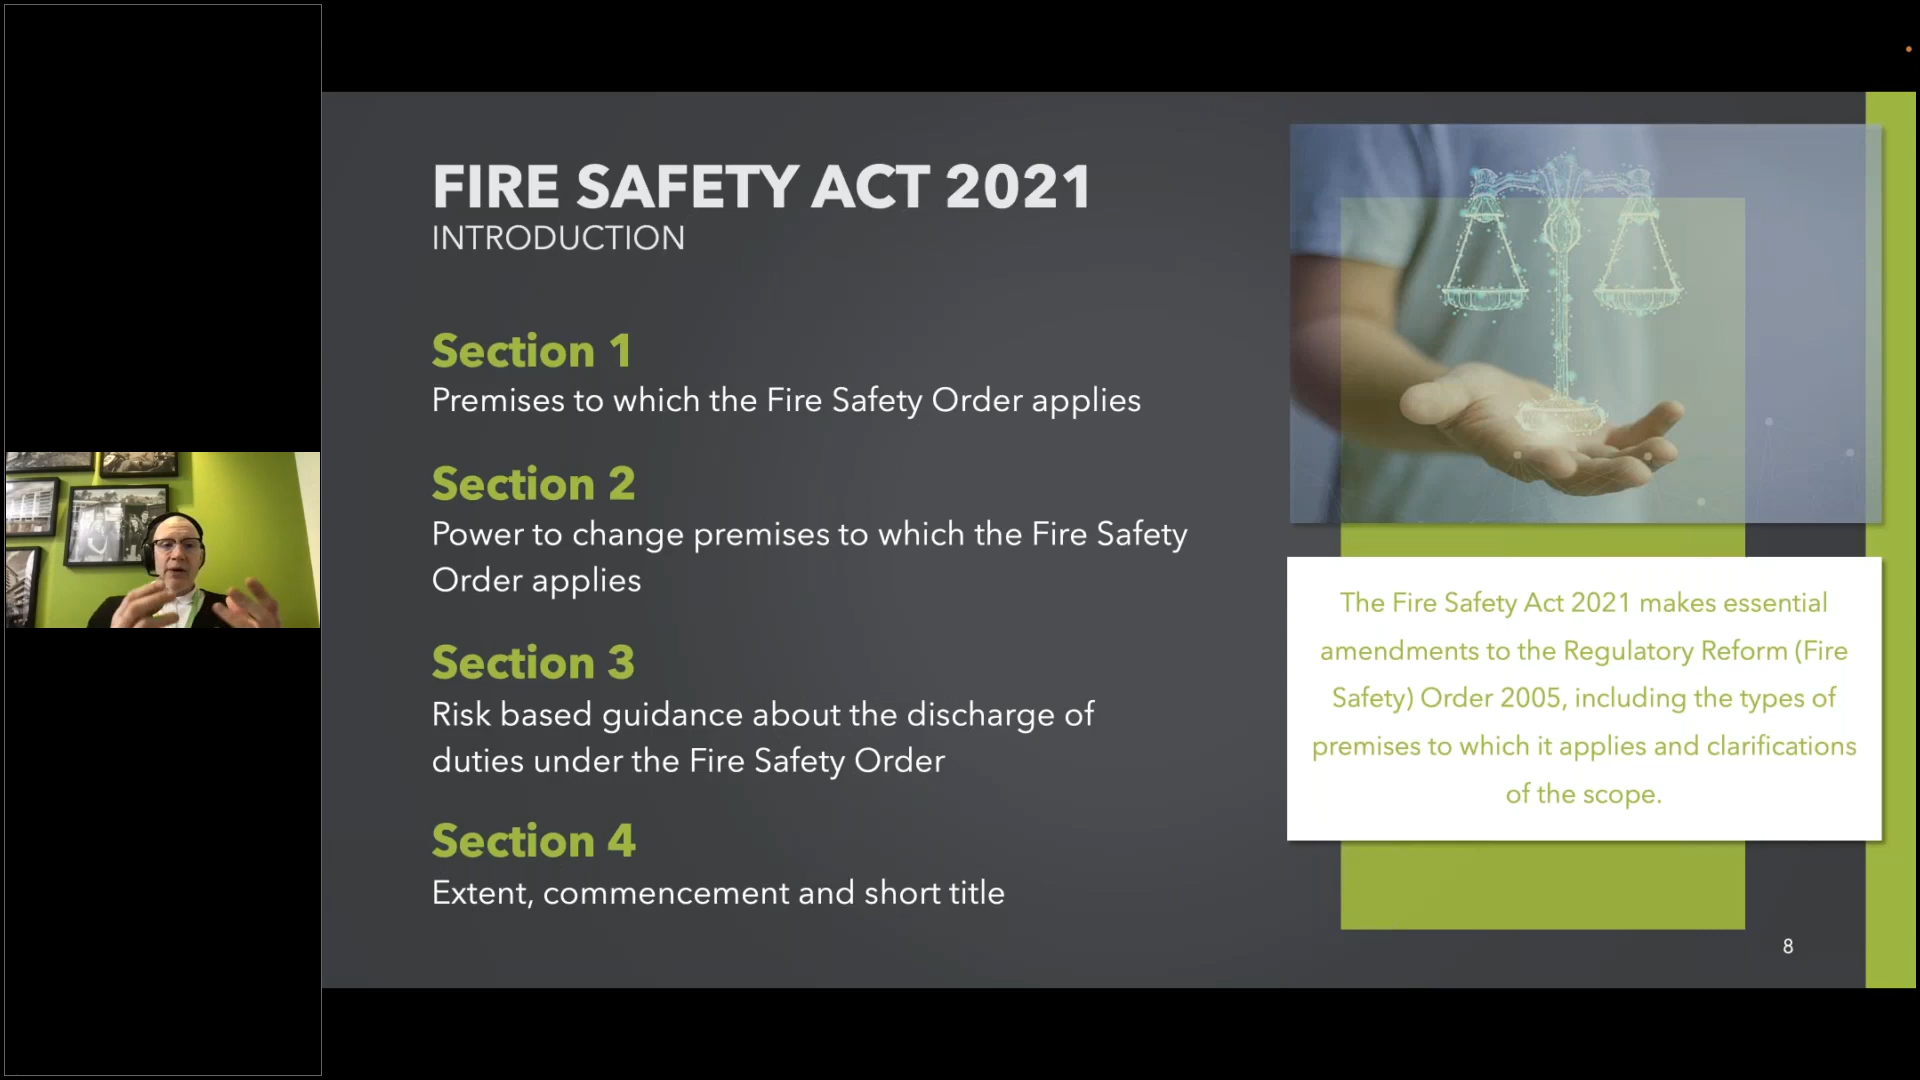 FIRE SAFETY ACT 2021
INTRODUCTION
Section 1
Premises to which the Fire Safety Order applies
Section 2
Power to change premises to which the Fire Safety
Order applies
Section 3
Risk based guidance about the discharge of
duties under the Fire Safety Order
Section 4
Extent, commencement and short title
The Fire Safety Act 2021 makes essential
amendments to the Regulatory Reform (Fire
Safety) Order 2005, including the types of
premises to which it applies and clarifications
of the scope.
8